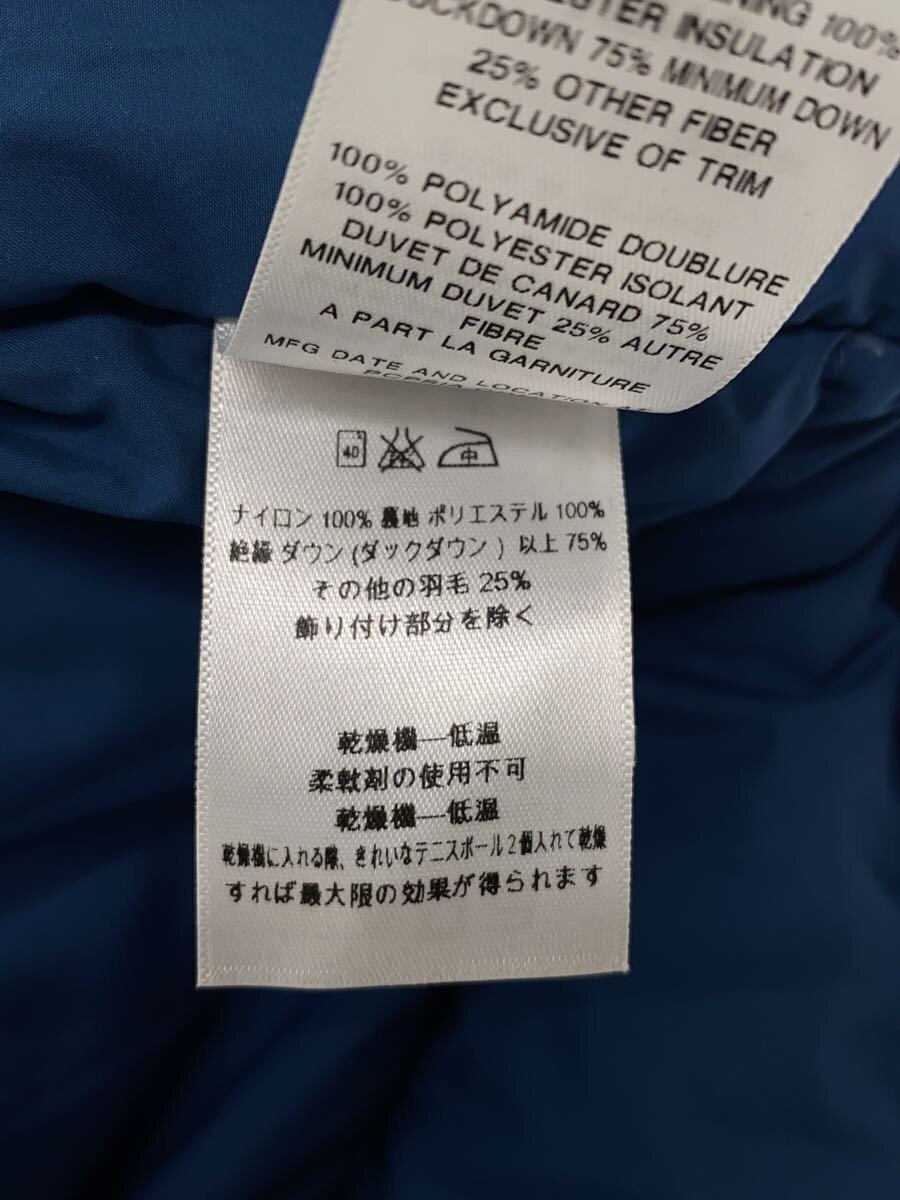 NING 100%
ESTER INSULATION
DUCKDOWN 75% MINIMUM DOWN
25% OTHER FIBER
EXCLUSIVE OF TRIM
100% POLYAMIDE DOUBLURE
100% POLYESTER ISOLANT
DUVET DE CANARD 75%
MINIMUM DUVET 25% AUTRE
FIBRE
A PART LA GARNITURE
MFG DATE AND LOCATION
40
中
ナイロン 100% 裏地 ポリエステル 100%
絶縁 ダウン (ダックダウン ) 以上 75%
その他の羽毛 25%
飾り付け部分を除く
乾燥機―低温
柔軟剤の使用不可
乾燥機―低温
乾燥機に入れる際、きれいなテニスボール2個入れて乾燥
すれば最大限の効果が得られます